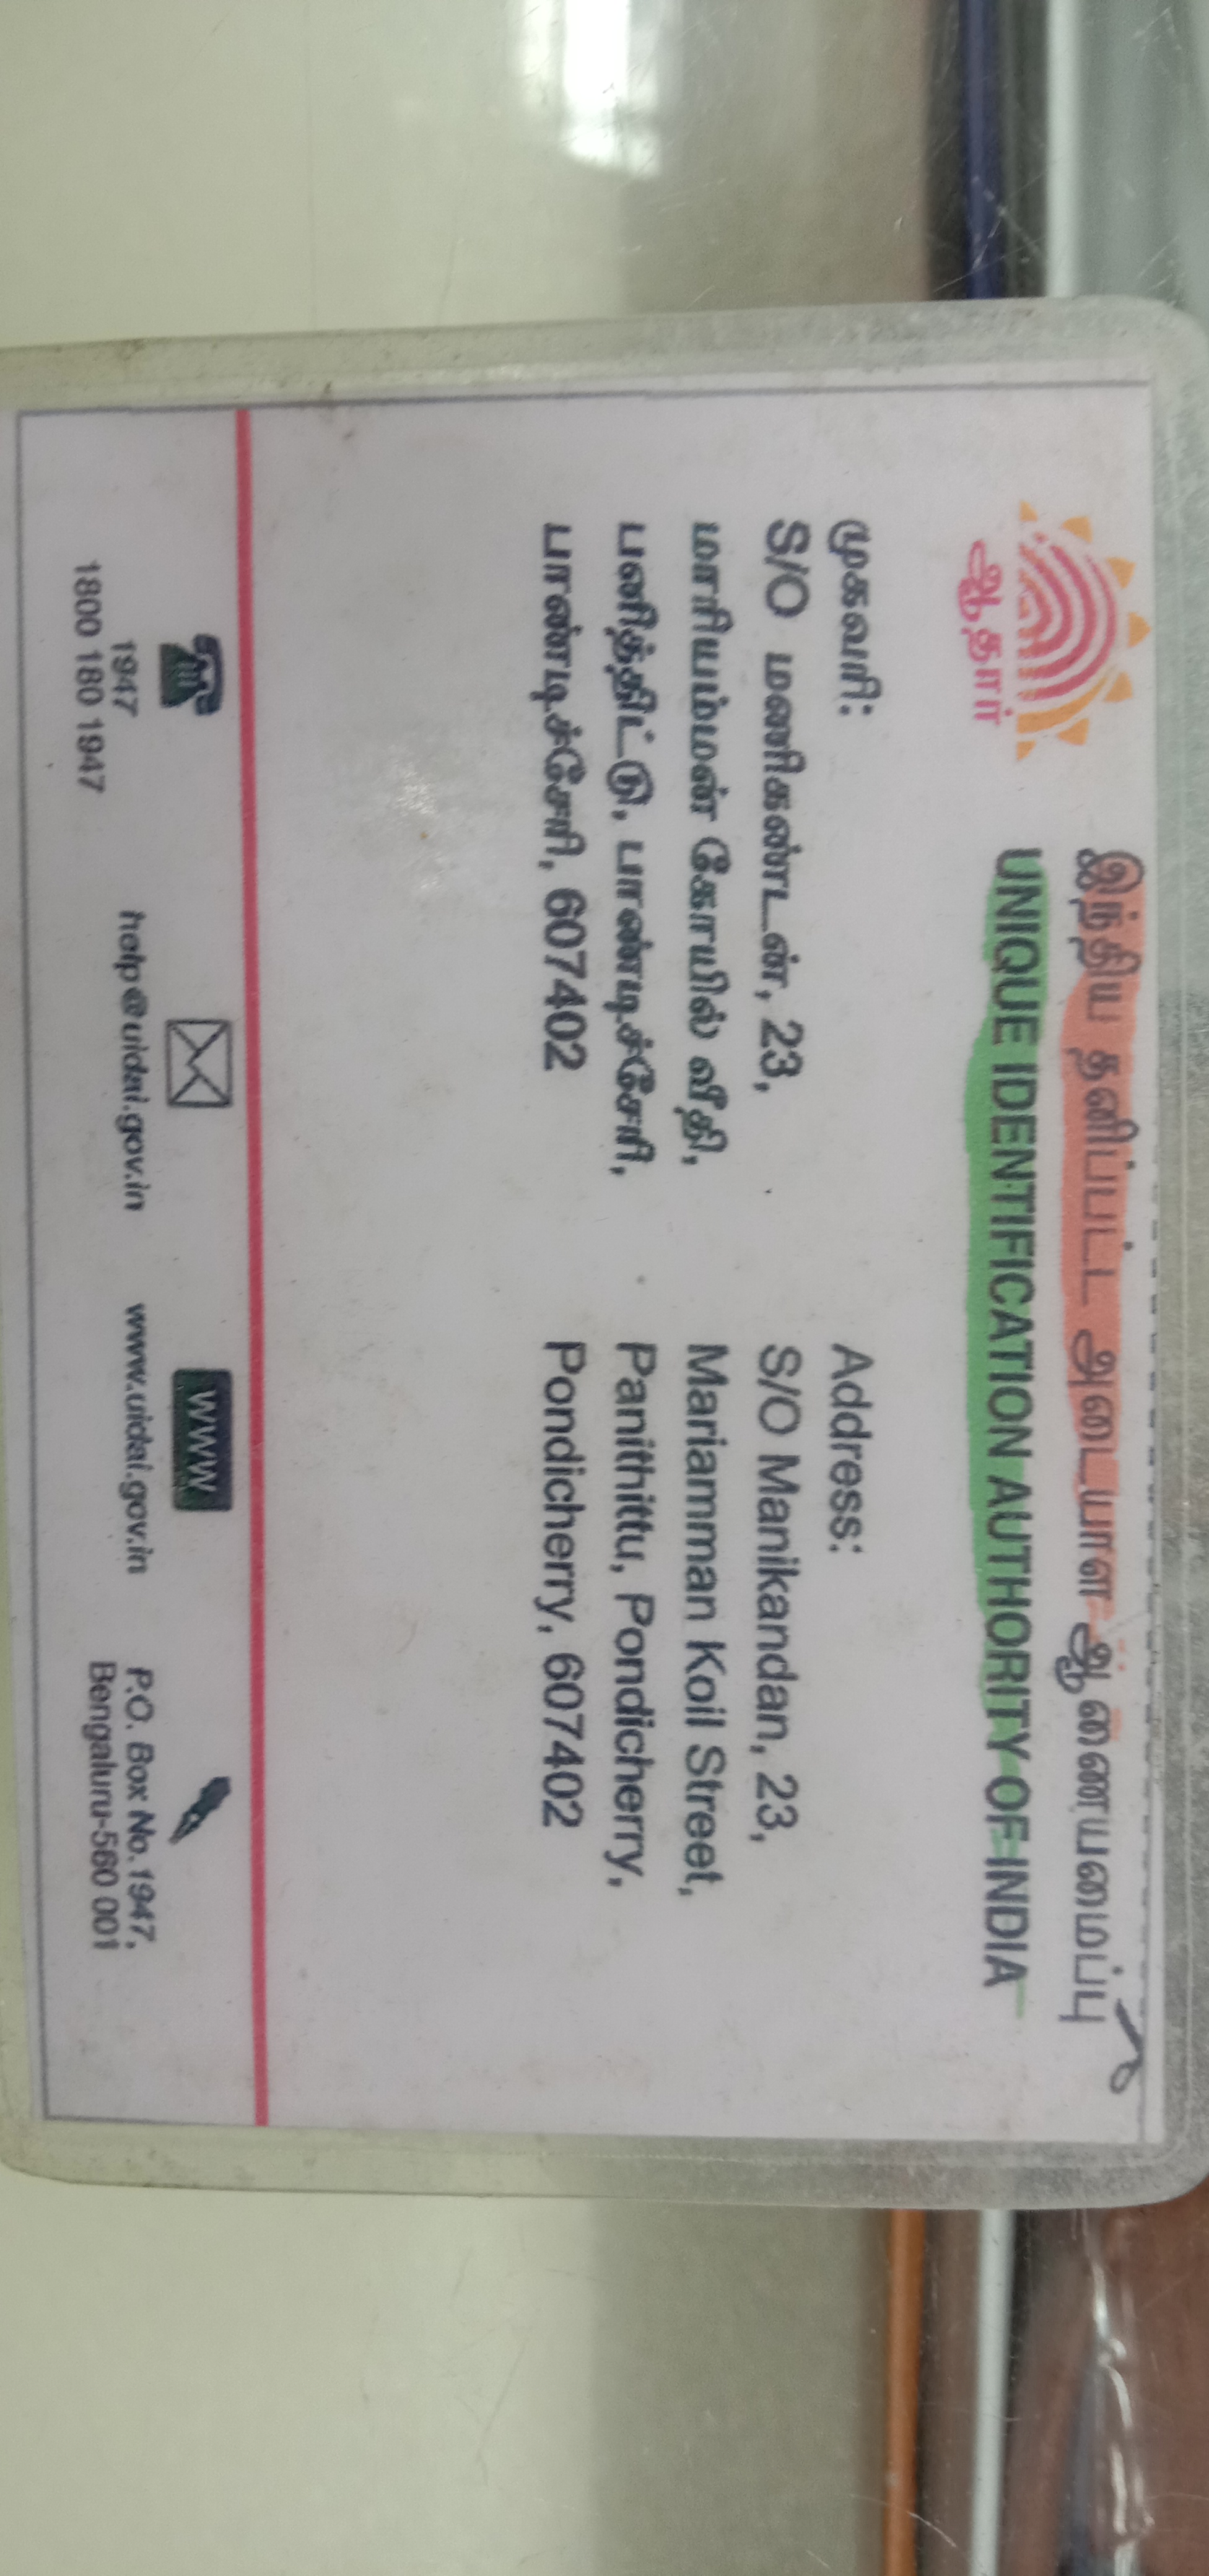 இந்திய தனிப்பட்ட அடையாள ஆணையமைப்பு
UNIQUE IDENTIFICATION AUTHORITY OF INDIA
ஆதார்
முகவரி:
S/O மணிகண்டன், 23,
மாரியம்மன் கோயில் வீதி,
பனித்திட்டு, பாண்டிச்சேரி,
பாண்டிச்சேரி, 607402
Address:
S/O Manikandan, 23,
Mariamman Koil Street,
Panithittu, Pondicherry,
Pondicherry, 607402
1947
1800 180 1947
help@uidai.gov.in
WWW
www.uidai.gov.in
P.O. Box No.1947,
Bengaluru-560 001